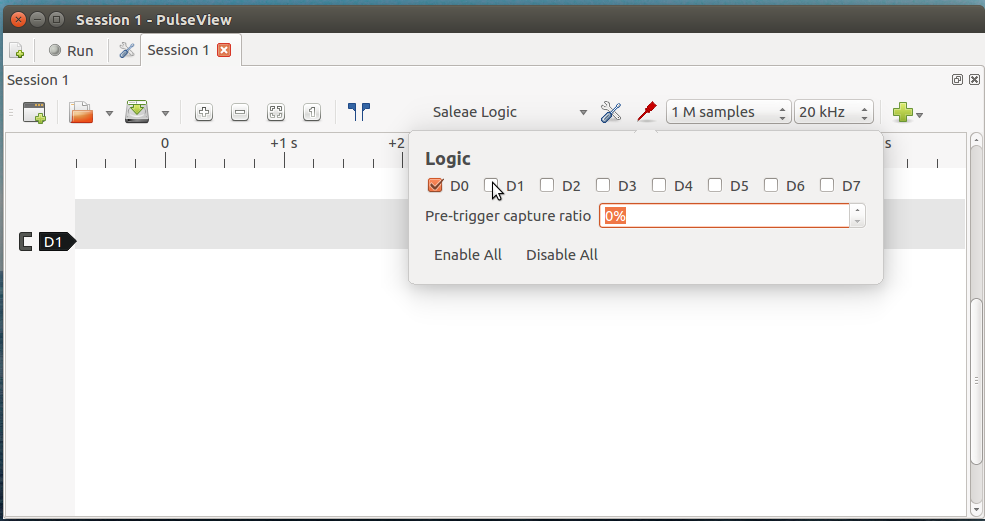 Session 1 - PulseView
Run
Session 1
Session 1
Saleae Logic
1 M samples
20 kHz
0
+1 s
+2
s
Logic
D0
D1
D2
D3
D4
D5
D6
D7
Pre-trigger capture ratio
0%
Enable All
Disable All
D1